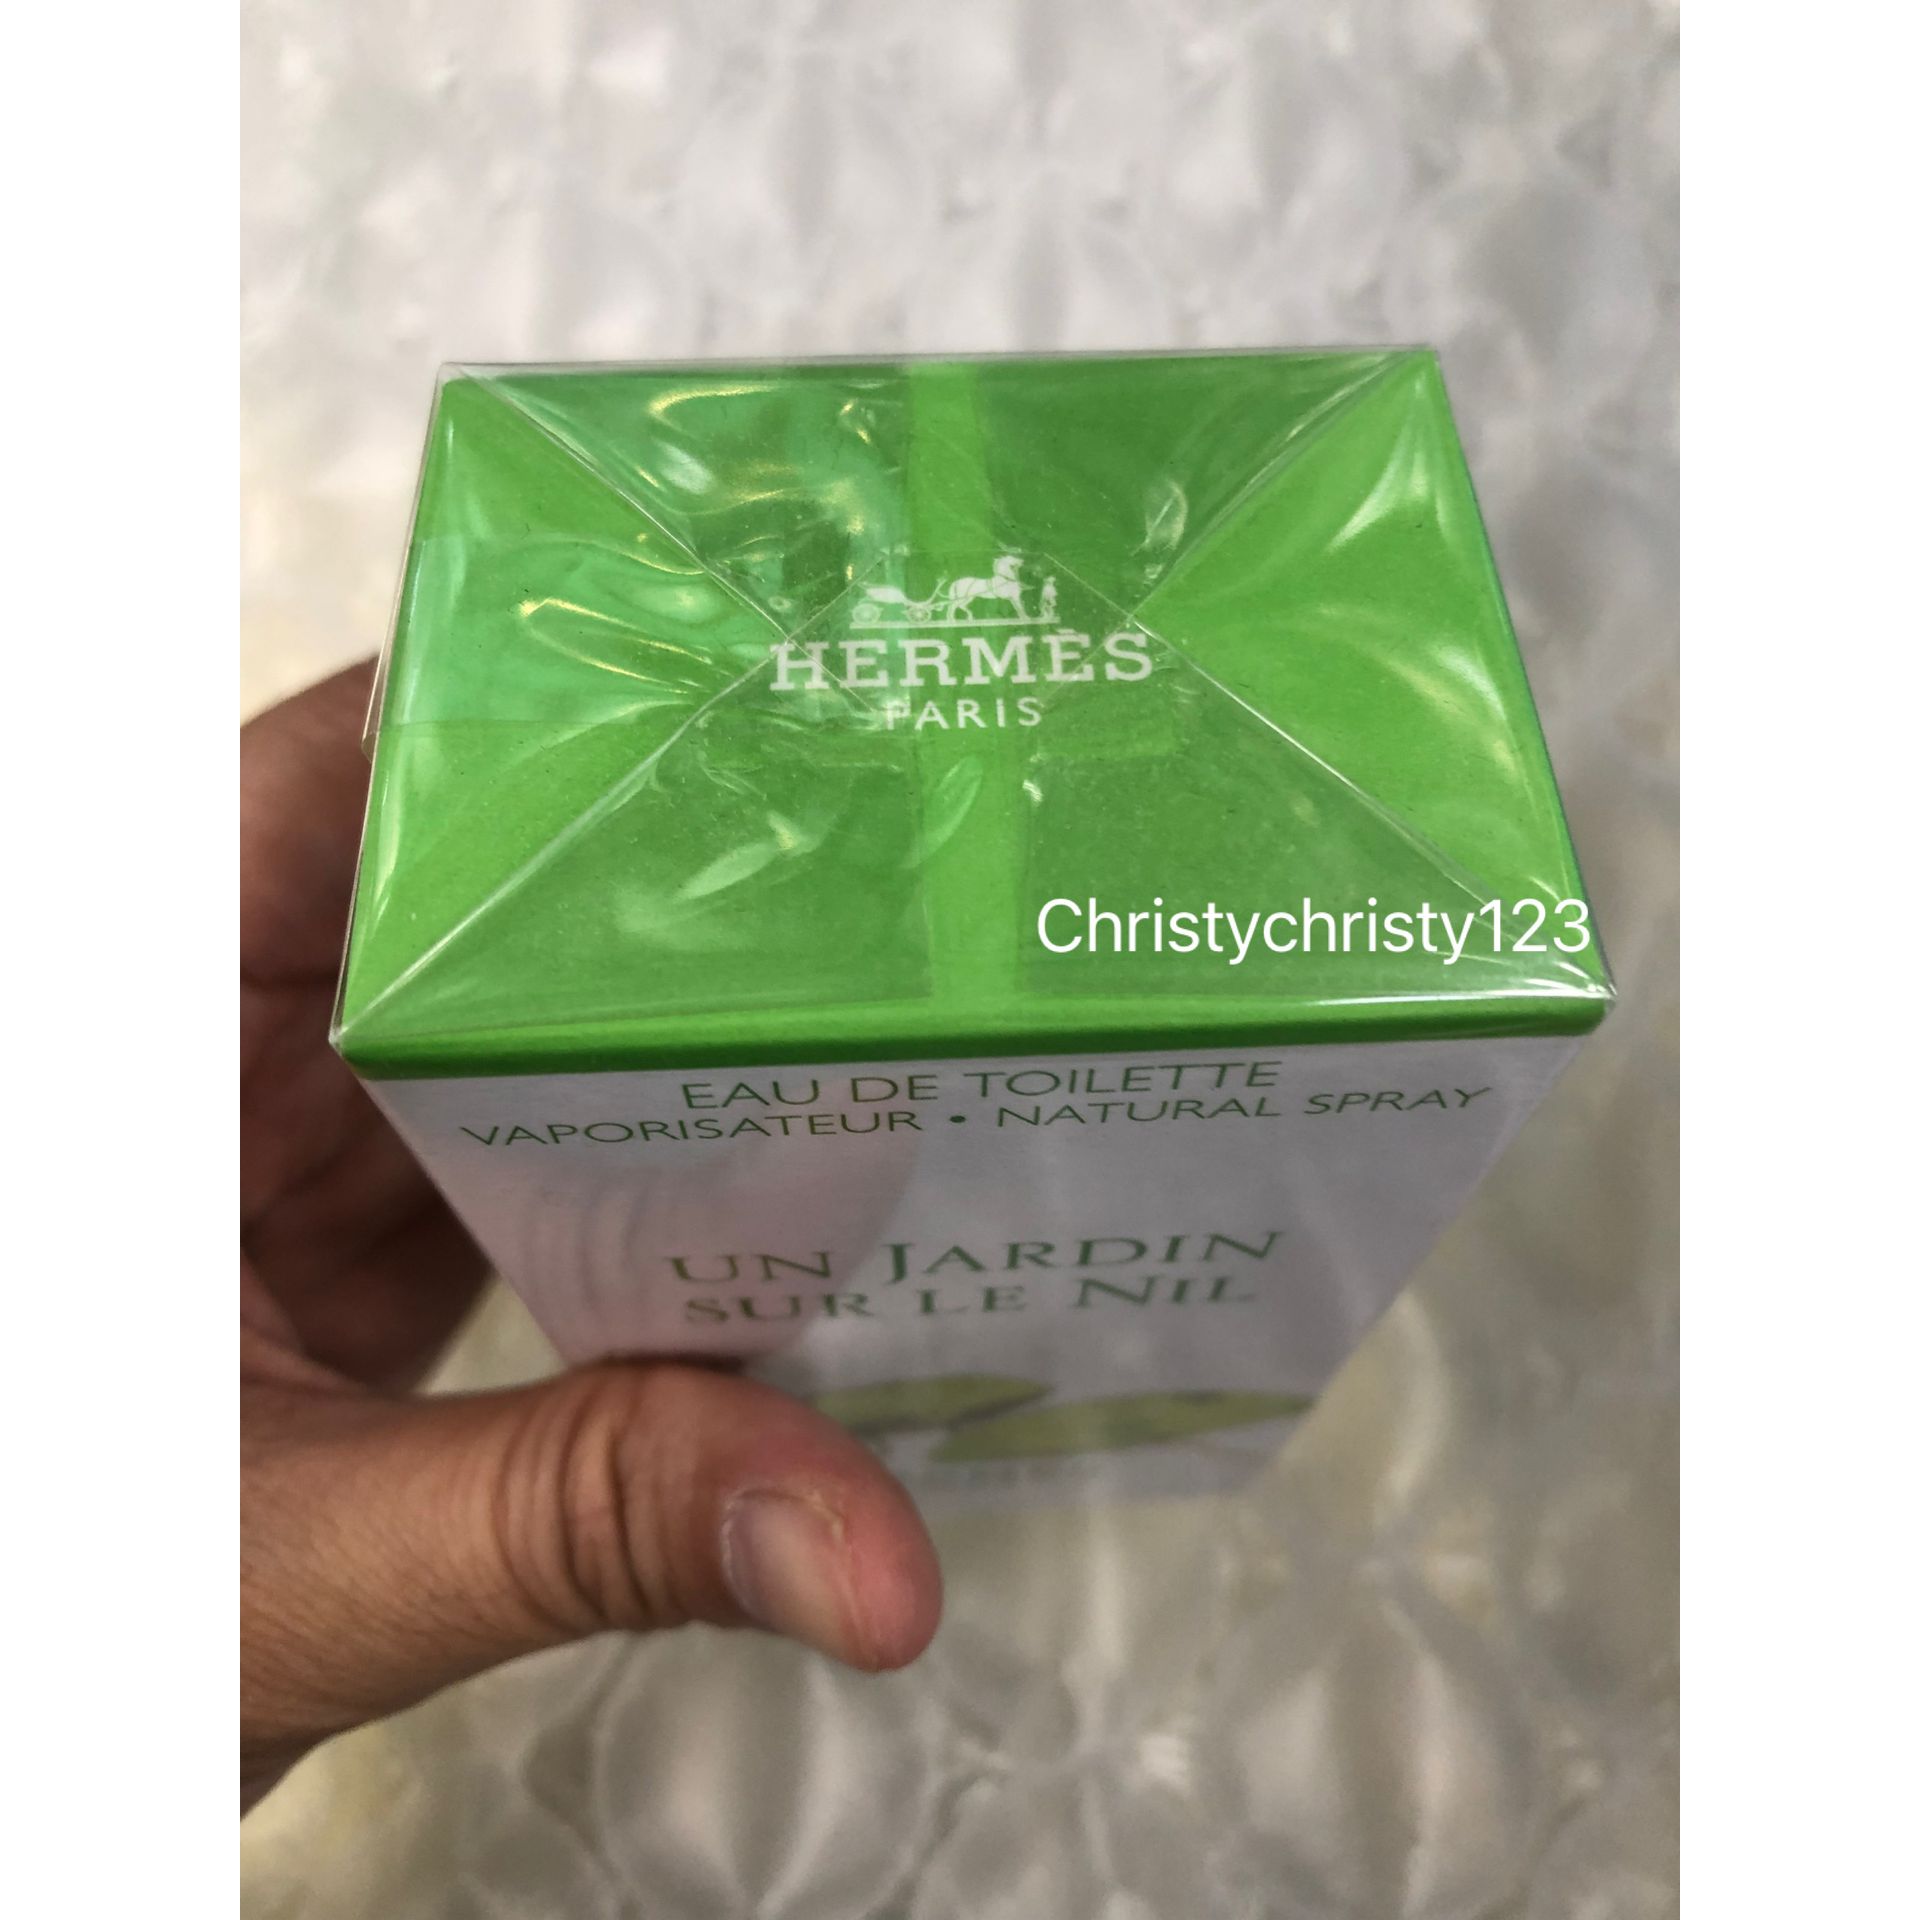 HERMÈS
PARIS
Christychristy123
EAU DE TOILETTE
VAPORISATEUR • NATURAL SPRAY
UN JARDIN
SUR LE NIL